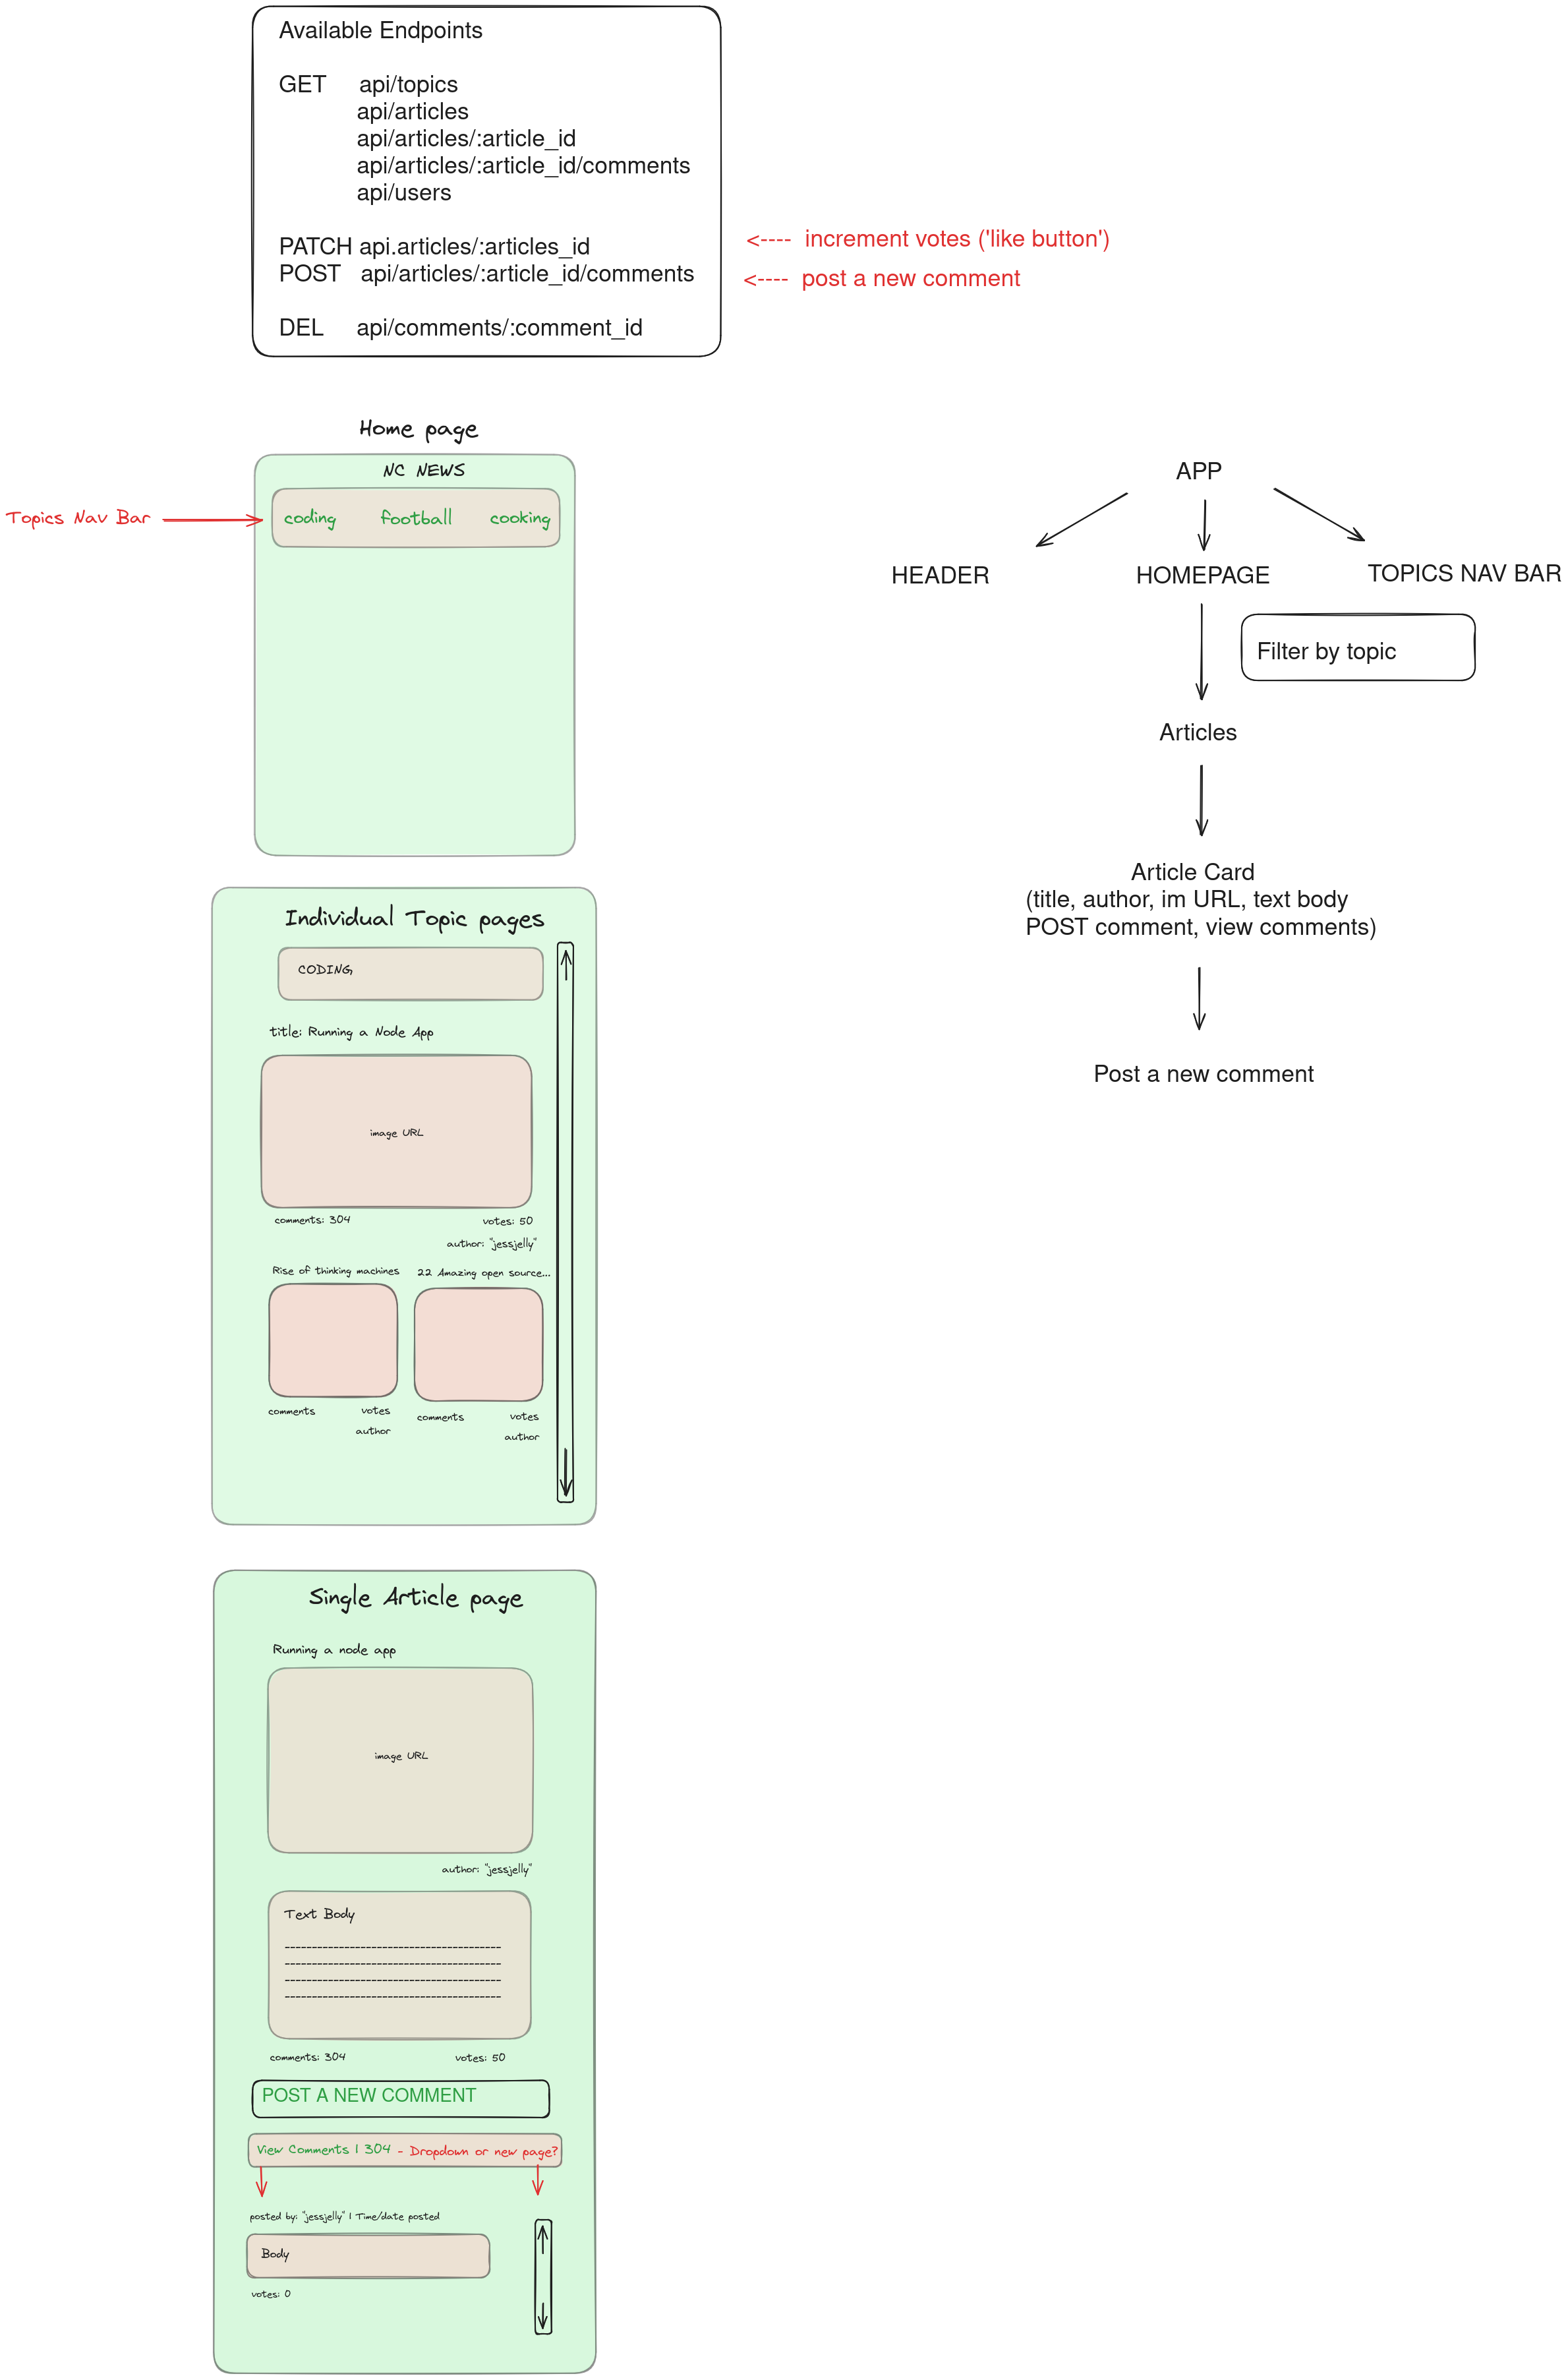 Available Endpoints
GET api/topics
api/articles
api/articles/:article_id
api/articles/:article_id/comments
api/users
PATCH api.articles/:articles_id
POST api/articles/:article_id/comments
DEL api/comments/:comment_id
<---- increment votes ('like button')
<---- post a new comment
Home page
NC NEWS
Topics Nav Bar
coding football cooking
APP
HEADER HOMEPAGE TOPICS NAV BAR
Filter by topic
Articles
Article Card
(title, author, im URL, text body
POST comment, view comments)
Post a new comment
Individual Topic pages
CODING
title: Running a Node App
image URL
comments: 304 votes: 50
author: "jessjelly"
Rise of thinking machines 22 Amazing open source...
comments votes comments votes
author author
Single Article page
Running a node app
image URL
author: "jessjelly"
Text Body
----------------------------------------
----------------------------------------
----------------------------------------
----------------------------------------
comments: 304 votes: 50
POST A NEW COMMENT
View Comments | 304 - Dropdown or new page?
posted by: "jessjelly" | Time/date posted
Body
votes: 0